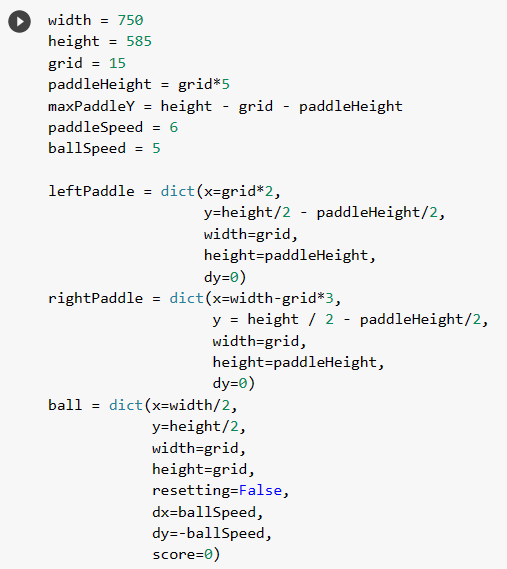 width = 750
height = 585
grid = 15
paddleHeight = grid*5
maxPaddleY = height - grid - paddleHeight
paddleSpeed = 6
ballSpeed = 5

leftPaddle = dict(x=grid*2,
                  y=height/2 - paddleHeight/2,
                  width=grid,
                  height=paddleHeight,
                  dy=0)
rightPaddle = dict(x=width-grid*3,
                   y = height / 2 - paddleHeight/2,
                   width=grid,
                   height=paddleHeight,
                   dy=0)
ball = dict(x=width/2,
            y=height/2,
            width=grid,
            height=grid,
            resetting=False,
            dx=ballSpeed,
            dy=-ballSpeed,
            score=0)